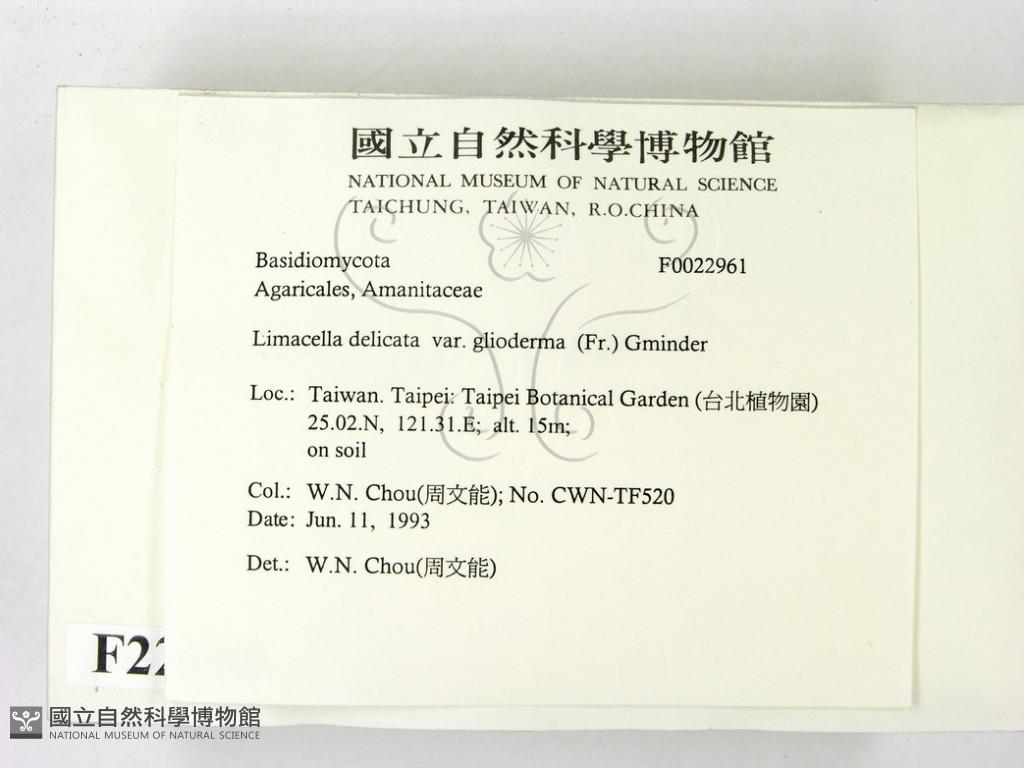 國立自然科學博物館
NATIONAL MUSEUM OF NATURAL SCIENCE
TAICHUNG, TAIWAN, R.O.CHINA
Basidiomycota F0022961
Agaricales, Amanitaceae
Limacella delicata var. glioderma (Fr.) Gminder
Loc.: Taiwan. Taipei: Taipei Botanical Garden (台北植物園)
25.02.N, 121.31.E; alt. 15m;
on soil
Col.: W.N. Chou(周文能); No. CWN-TF520
Date: Jun. 11, 1993
Det.: W.N. Chou(周文能)
F22
國立自然科學博物館
NATIONAL MUSEUM OF NATURAL SCIENCE